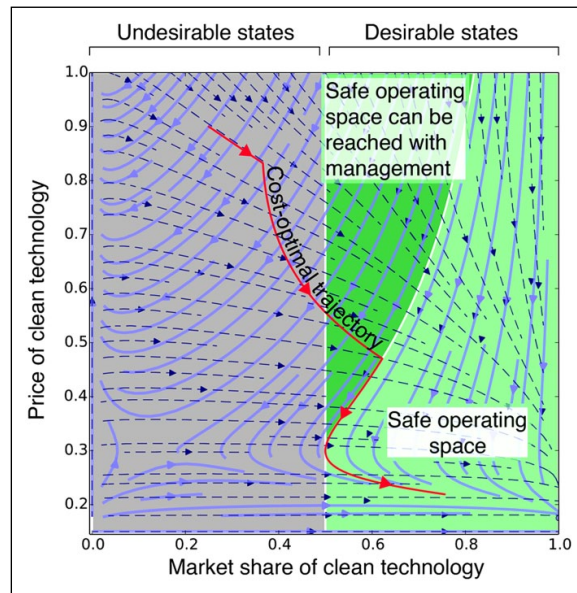 Undesirable states
Desirable states
1.0
0.9
0.8
0.7
0.6
0.5
0.4
0.3
0.2
Price of clean technology
Safe operating
space can be
reached with
management
Cost-optimal trajectory
Safe operating
space
0.0
0.2
0.4
0.6
0.8
1.0
Market share of clean technology